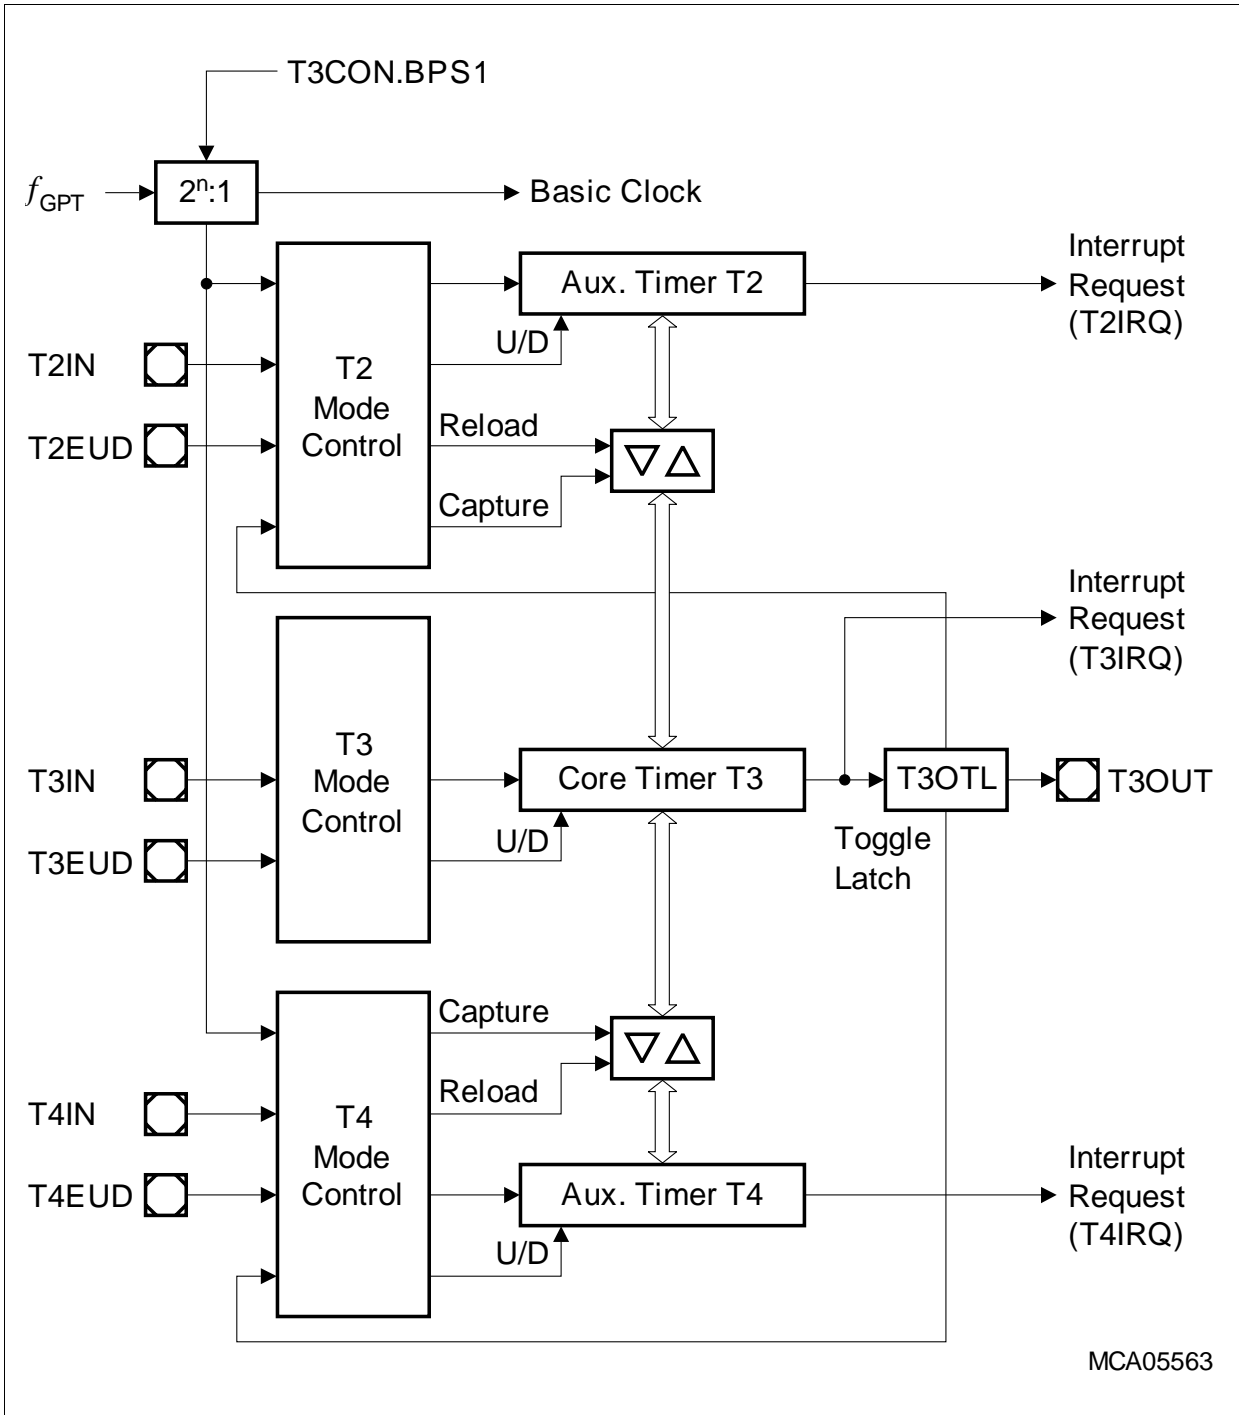 T3CON.BPS1
fGPT
2n:1
Basic Clock
Interrupt
Request
(T2IRQ)
Aux. Timer T2
U/D
T2IN
T2
Mode
Control
T2EUD
Reload
Capture
Interrupt
Request
(T3IRQ)
T3
Mode
Control
T3IN
Core Timer T3
T3OTL
T3OUT
U/D
Toggle
Latch
T3EUD
Capture
Reload
T4IN
T4
Mode
Control
T4EUD
Aux. Timer T4
U/D
Interrupt
Request
(T4IRQ)
MCA05563